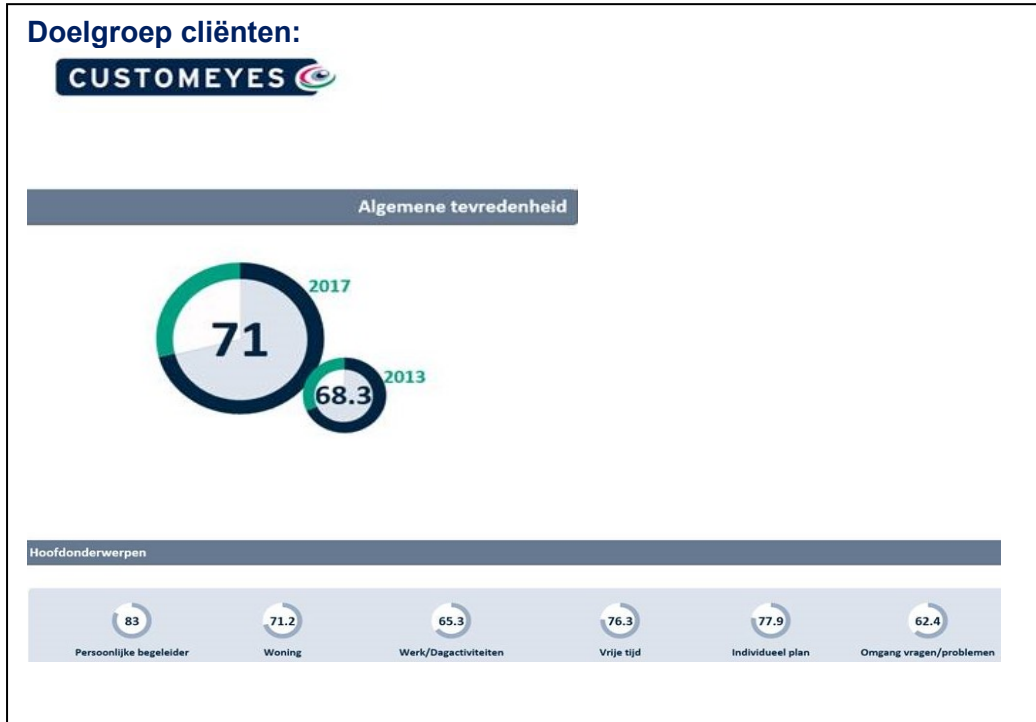 Doelgroep cliënten:
CUSTOMEYES
Algemene tevredenheid
2017
71
2013
68.3
Hoofdonderwerpen
83 71.2 65.3 76.3 77.9 62.4
Persoonlijke begeleider Woning Werk/Dagactiviteiten Vrije tijd Individueel plan Omgang vragen/problemen